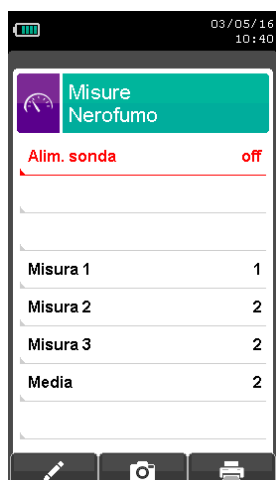 03/05/16
10:40
Misure
Nerofumo
Alim. sonda off
Misura 1 1
Misura 2 2
Misura 3 2
Media 2